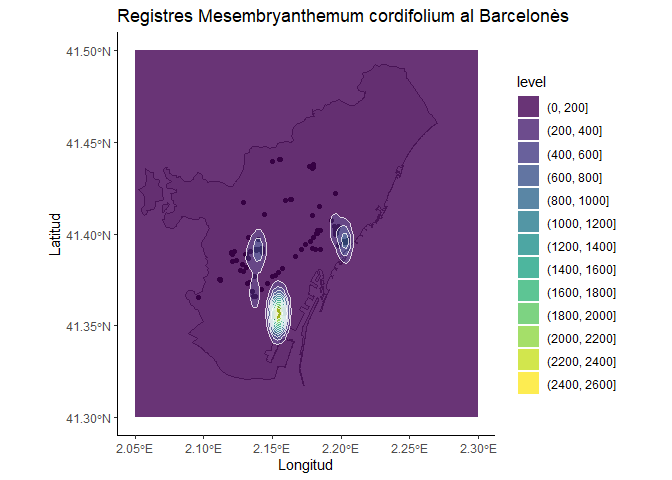 Registres Mesembryanthemum cordifolium al Barcelonès
41.50°N
41.45°N
41.40°N
41.35°N
41.30°N
Latitud
2.05°E 2.10°E 2.15°E 2.20°E 2.25°E 2.30°E
Longitud
level
(0, 200]
(200, 400]
(400, 600]
(600, 800]
(800, 1000]
(1000, 1200]
(1200, 1400]
(1400, 1600]
(1600, 1800]
(1800, 2000]
(2000, 2200]
(2200, 2400]
(2400, 2600]